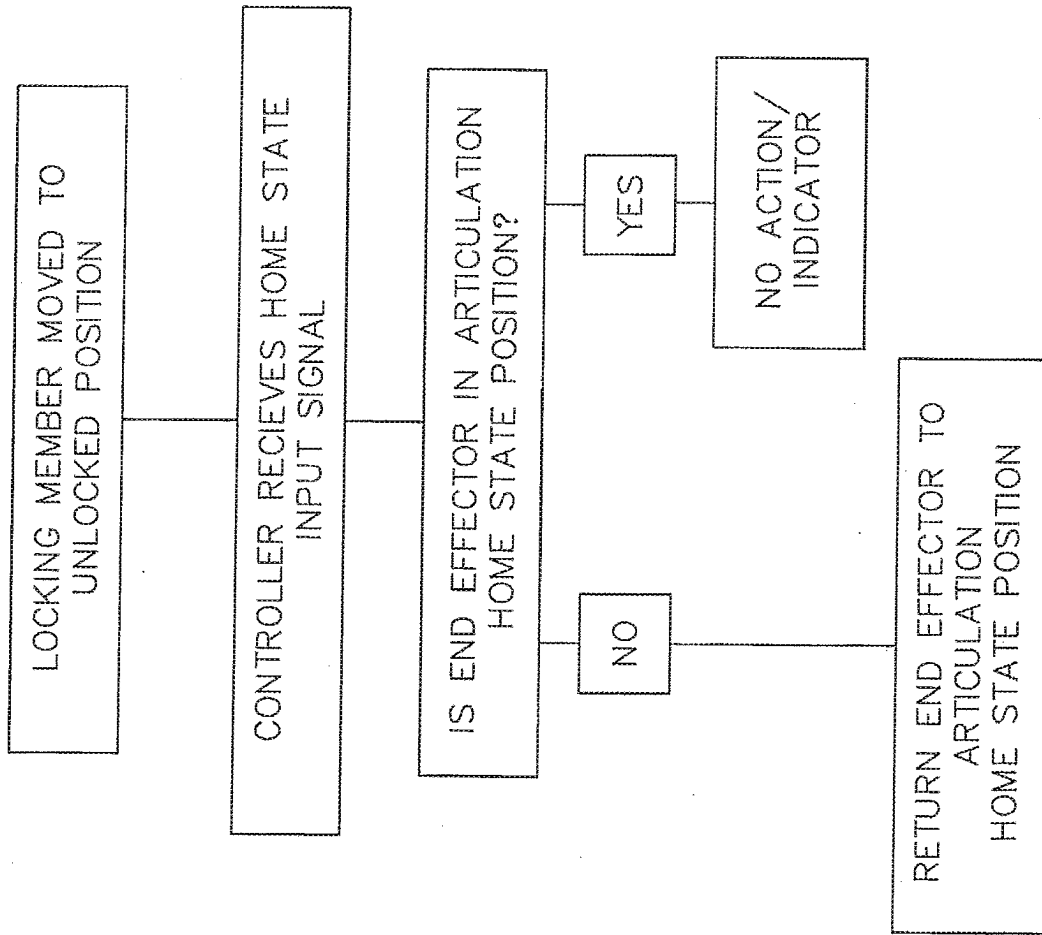 LOCKING MEMBER MOVED TO
UNLOCKED POSITION
CONTROLLER RECIEVES HOME STATE
INPUT SIGNAL
IS END EFFECTOR IN ARTICULATION
HOME STATE POSITION?
NO
YES
RETURN END EFFECTOR TO
ARTICULATION
HOME STATE POSITION
NO ACTION/
INDICATOR